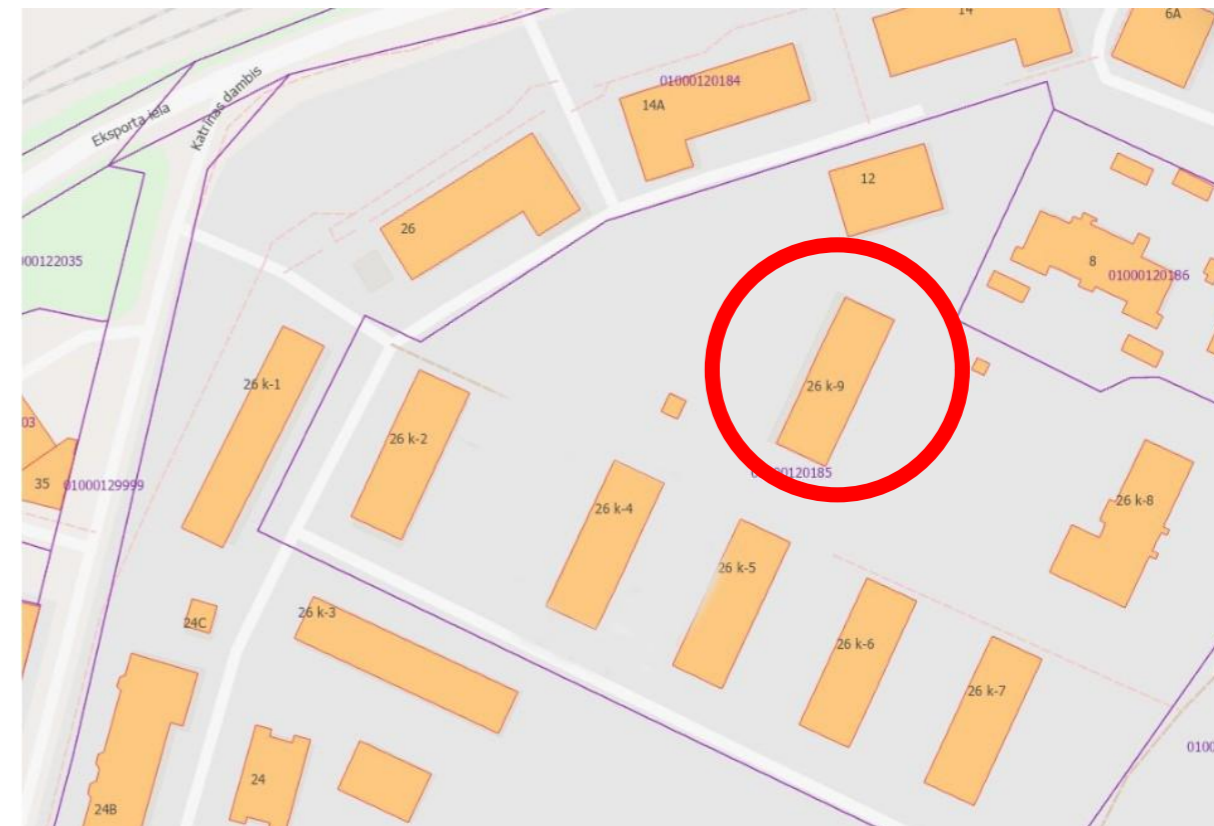 14
6A
01000120184
14A
Eksporta iela
Katrīnas dambis
12
26
8
01000120186
000122035
26 k-1
26 k-9
26 k-2
03
01000120185
35
01000129999
26 k-4
26 k-8
26 k-5
24C
26 k-3
26 k-6
26 k-7
0100
24
24B